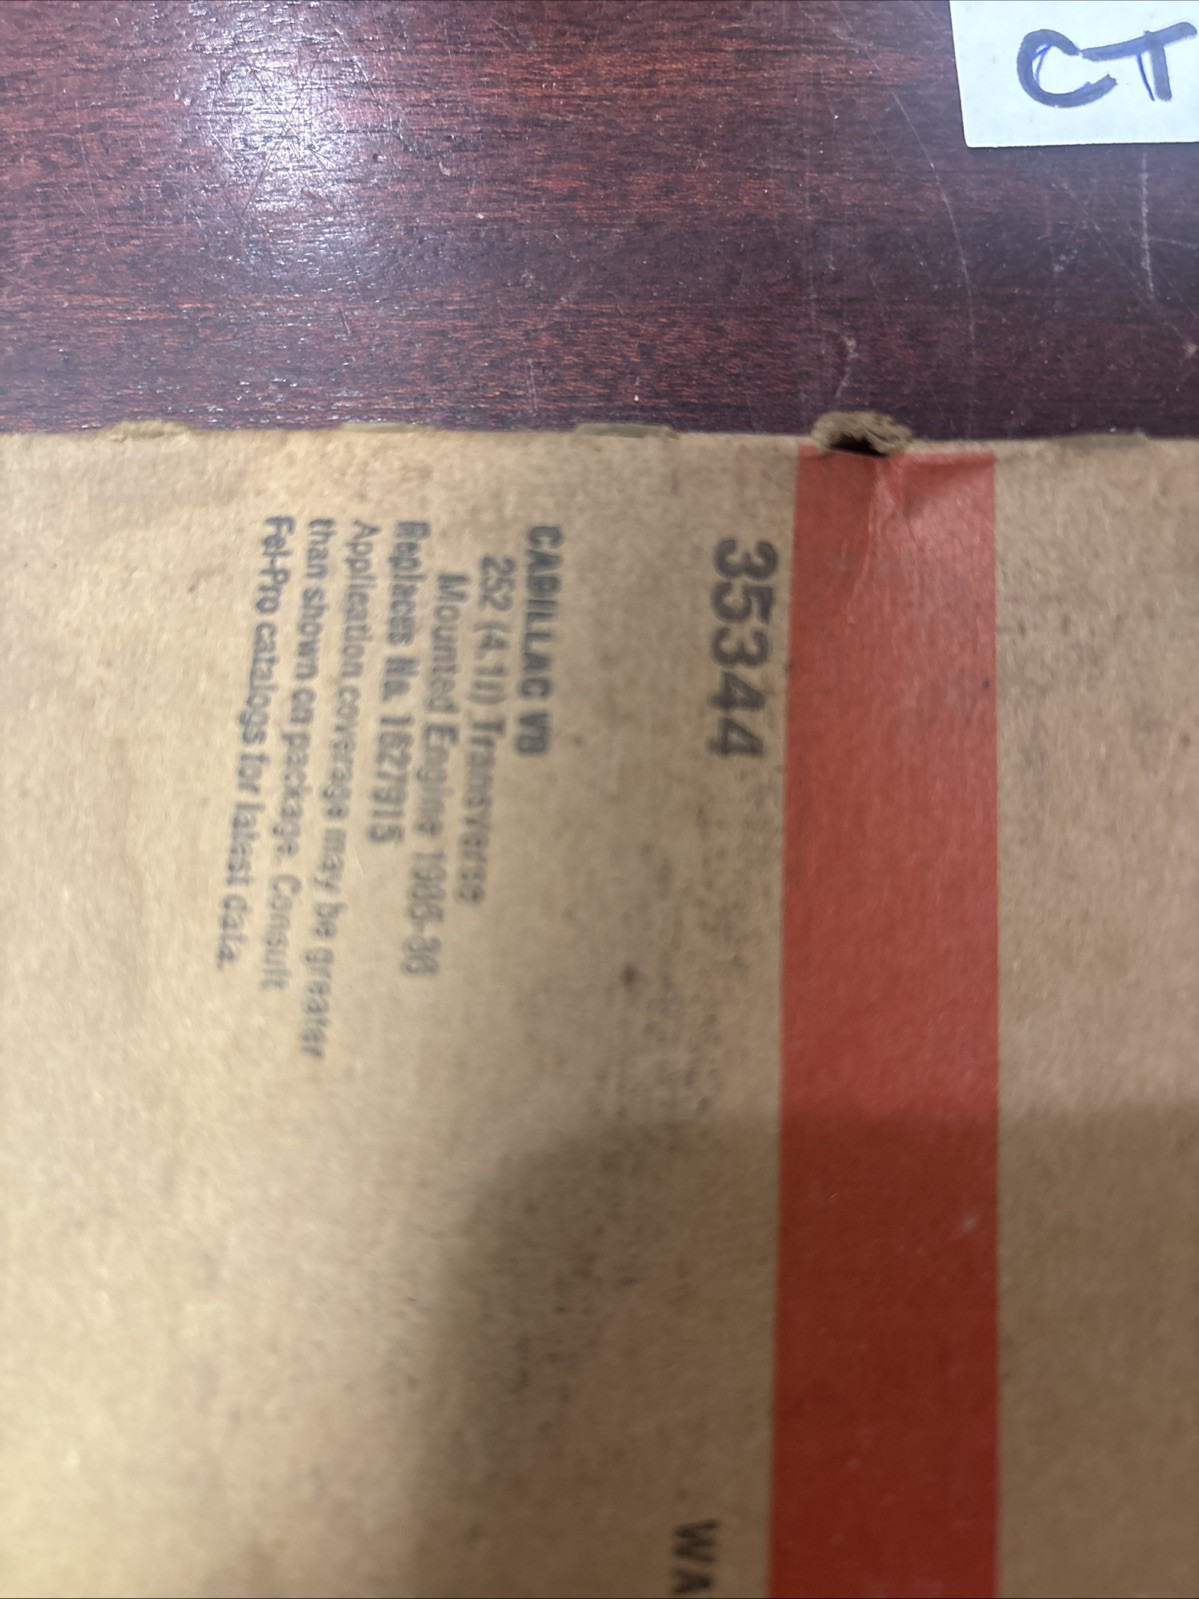 CT
35344
CADILLAC V8
252 (4.1l) Transverse
Mounted Engine 1985-86
Replaces No. 1627915
Application coverage may be greater
than shown on package. Consult
Fel-Pro catalogs for latest data.
WA